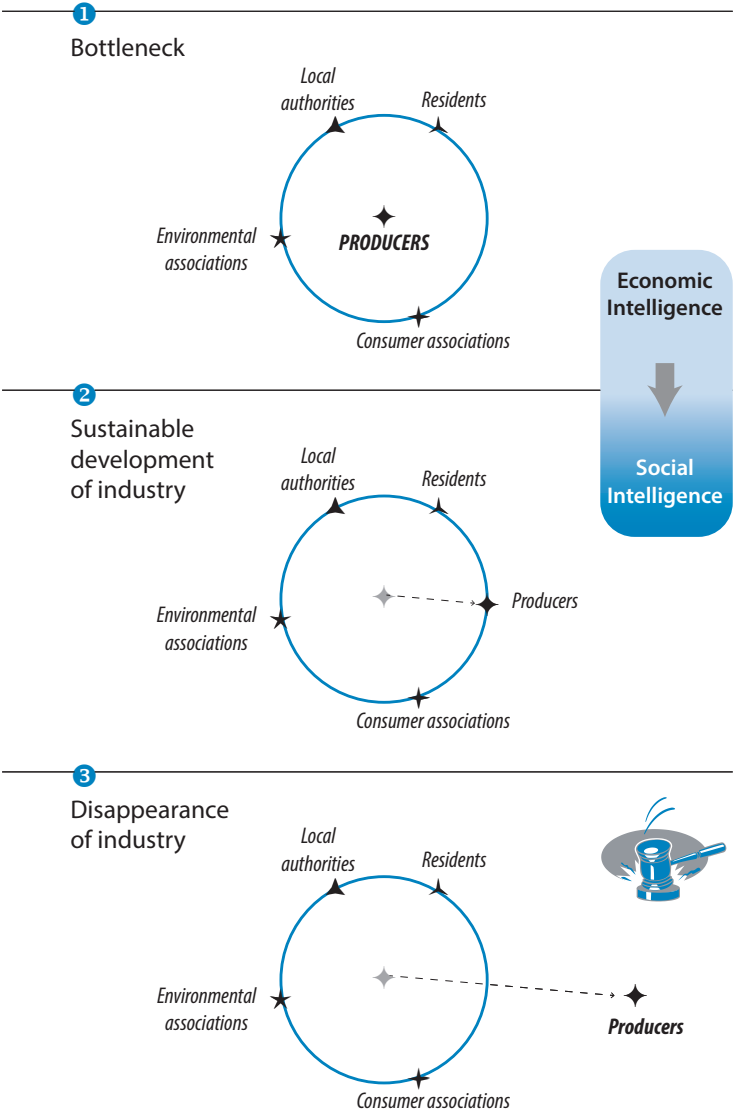 1
Bottleneck
Local
authorities
Residents
Environmental
associations
PRODUCERS
Consumer associations
Economic
Intelligence
Social
Intelligence
2
Sustainable
development
of industry
Local
authorities
Residents
Environmental
associations
Producers
Consumer associations
3
Disappearance
of industry
Local
authorities
Residents
Environmental
associations
Producers
Consumer associations